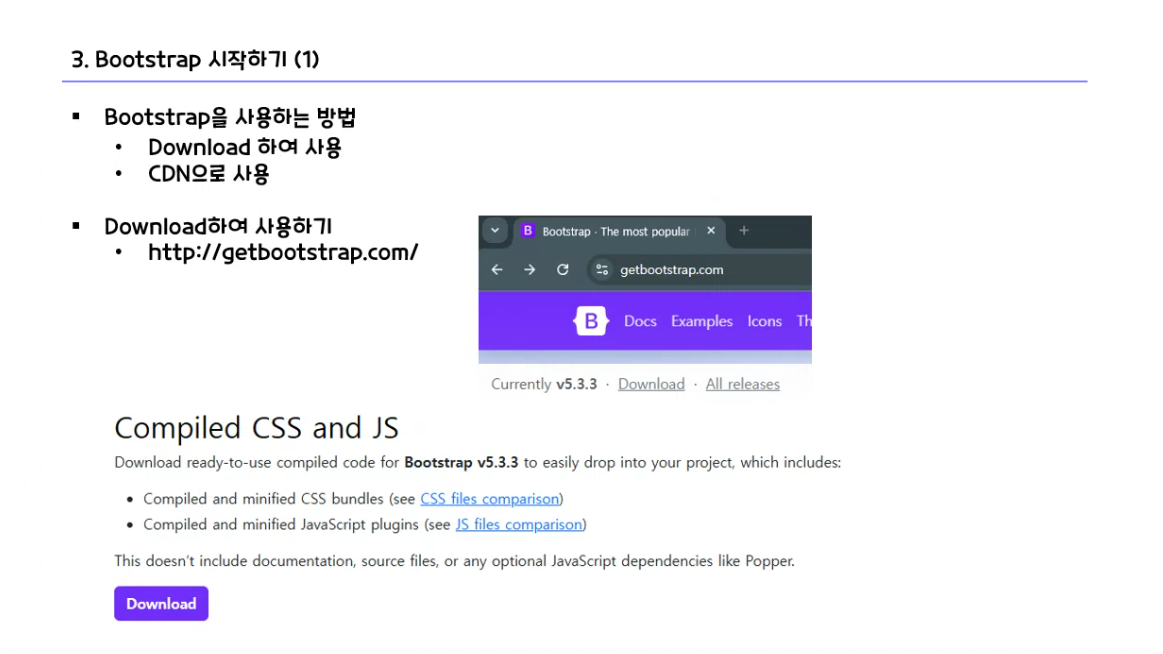 3. Bootstrap 시작하기 (1)
▪ Bootstrap을 사용하는 방법
• Download 하여 사용
• CDN으로 사용
▪ Download하여 사용하기
• http://getbootstrap.com/
B Bootstrap · The most popular × +
getbootstrap.com
B Docs Examples Icons Th
Currently v5.3.3 · Download · All releases
Compiled CSS and JS
Download ready-to-use compiled code for Bootstrap v5.3.3 to easily drop into your project, which includes:
• Compiled and minified CSS bundles (see CSS files comparison)
• Compiled and minified JavaScript plugins (see JS files comparison)
This doesn't include documentation, source files, or any optional JavaScript dependencies like Popper.
Download